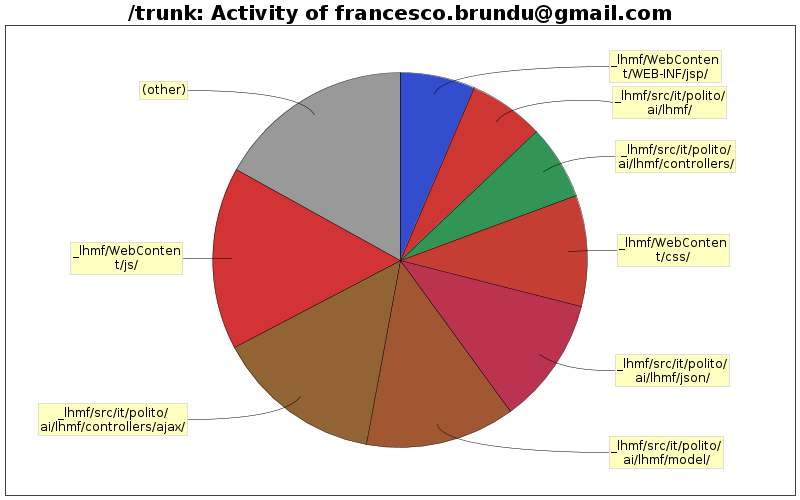 /trunk: Activity of francesco.brundu@gmail.com
_lhmf/WebConten
t/WEB-INF/jsp/
(other)
_lhmf/src/it/polito/
ai/lhmf/
_lhmf/src/it/polito/
ai/lhmf/controllers/
_lhmf/WebConten
t/css/
_lhmf/WebConten
t/js/
_lhmf/src/it/polito/
ai/lhmf/json/
_lhmf/src/it/polito/
ai/lhmf/controllers/ajax/
_lhmf/src/it/polito/
ai/lhmf/model/